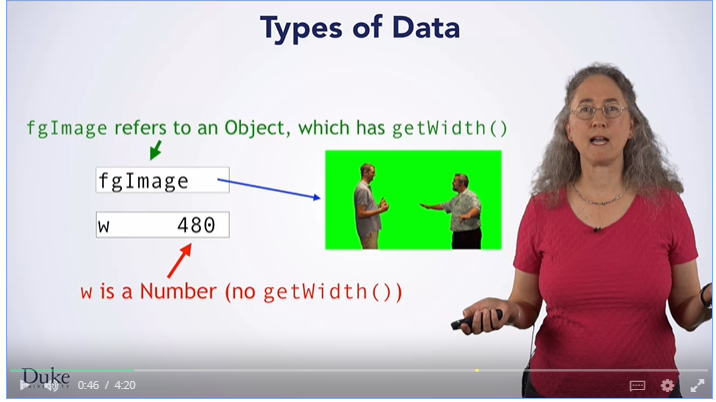 Types of Data
fgImage refers to an Object, which has getWidth()
fgImage
w 480
w is a Number (no getWidth())
Duke
UNIVERSITY
0:46 / 4:20